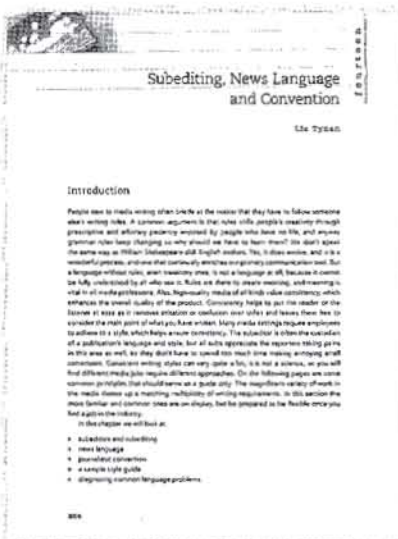 fourteen
Subediting, News Language
and Convention
Liz Tynan
Introduction
People new to media writing often bristle at the notion that they have to follow someone
else's writing rules. A common argument is that rules stifle people's creativity through
prescriptive and arbitrary pedantry imposed by people who have no life, and anyway
grammar rules keep changing so why should we have to learn them? We don't speak
the same way as William Shakespeare did. English evolves. Yes, it does evolve, and it is a
wonderful process, and one that continually enriches our primary communication tool. But
a language without rules, even transitory ones, is not a language at all, because it cannot
be fully understood by all who use it. Rules are there to create meaning, and meaning is
vital in all media professions. Also, high-quality media of all kinds value consistency, which
enhances the overall quality of the product. Consistency helps to put the reader or the
listener at ease as it removes irritation or confusion over and leaves them free to
consider the main point of what you have written. Many media settings require employees
to adhere to a style, which helps ensure consistency. The subeditor is often the custodian
of a publication's language and style, but all subs appreciate the reporters taking pains
in this area as well, so they don't have to spend too much time making annoying small
corrections. Consistent writing styles can vary quite a bit, it is not a science, as you will
find different media jobs require different approaches. On the following pages are some
common principles that should serve as a guide only. The magnificent variety of work in
the media throws up a matching multiplicity of writing requirements. In this section the
more familiar and common ones are on display, but be prepared to be flexible once you
find a job in the industry.
In this chapter we will look at:
subeditors and subediting
news language
journalistic convention
a sample style guide
diagnosing common language problems.